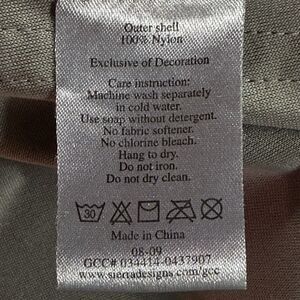 Outer shell
100% Nylon
Exclusive of Decoration
Care instruction:
Machine wash separately
in cold water.
Use soap without detergent.
No fabric softener.
No chlorine bleach.
Hang to dry.
Do not iron.
Do not dry clean.
30
Made in China
08-09
GCC# 034414-0437907
www.sierradesigns.com/gcc